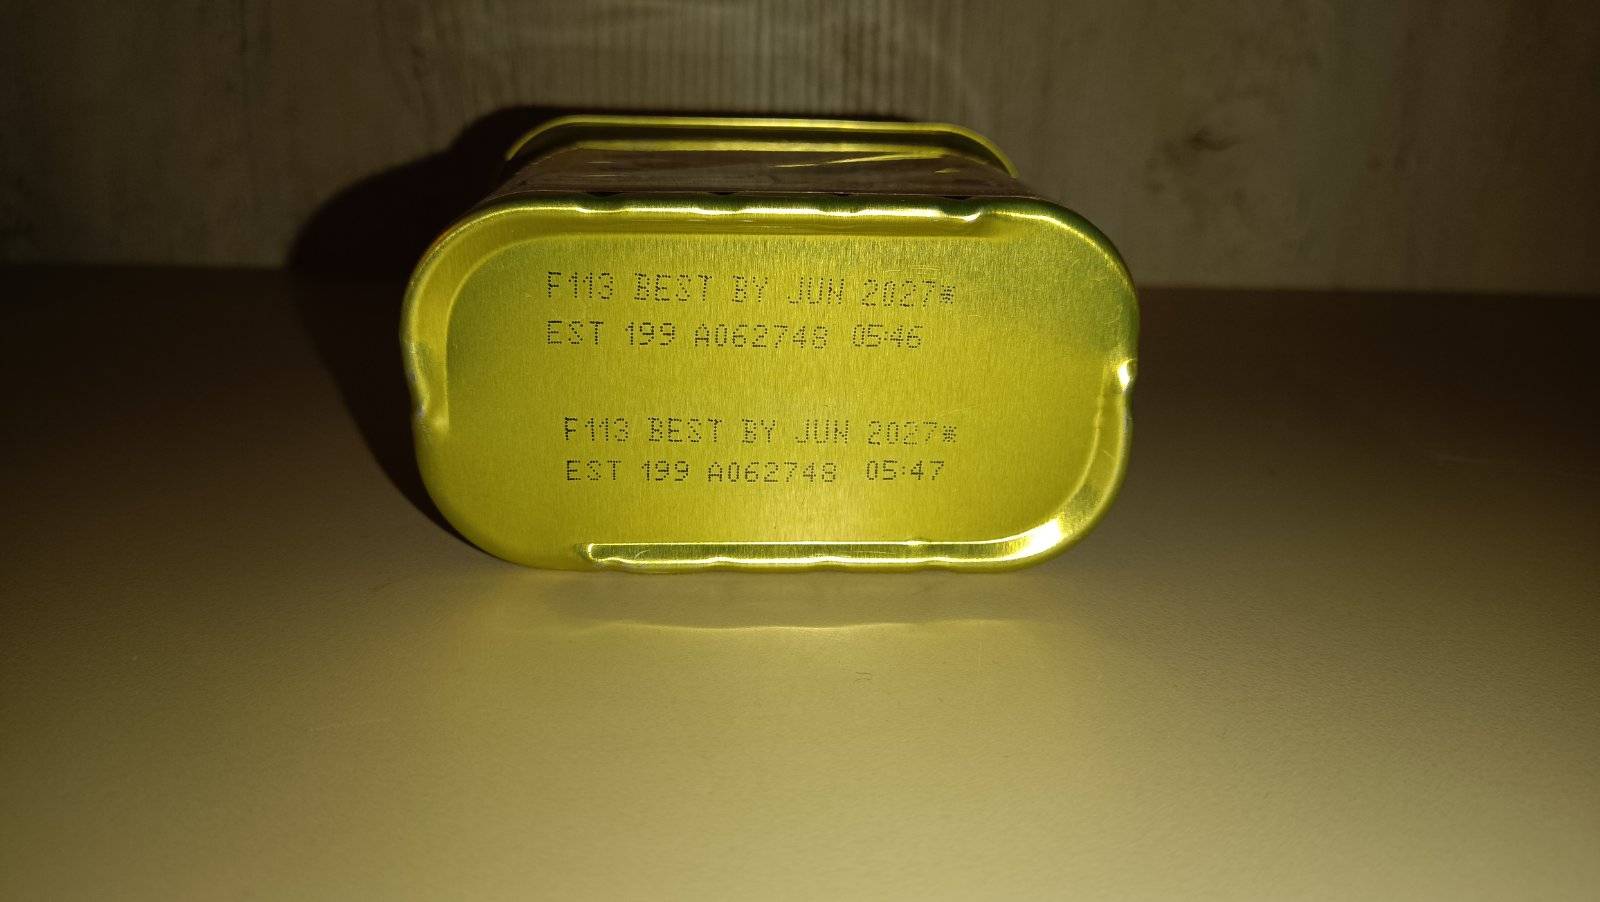 F113 BEST BY JUN 2027*
EST 199 A062748 05:46
F113 BEST BY JUN 2027*
EST 199 A062748 05:47